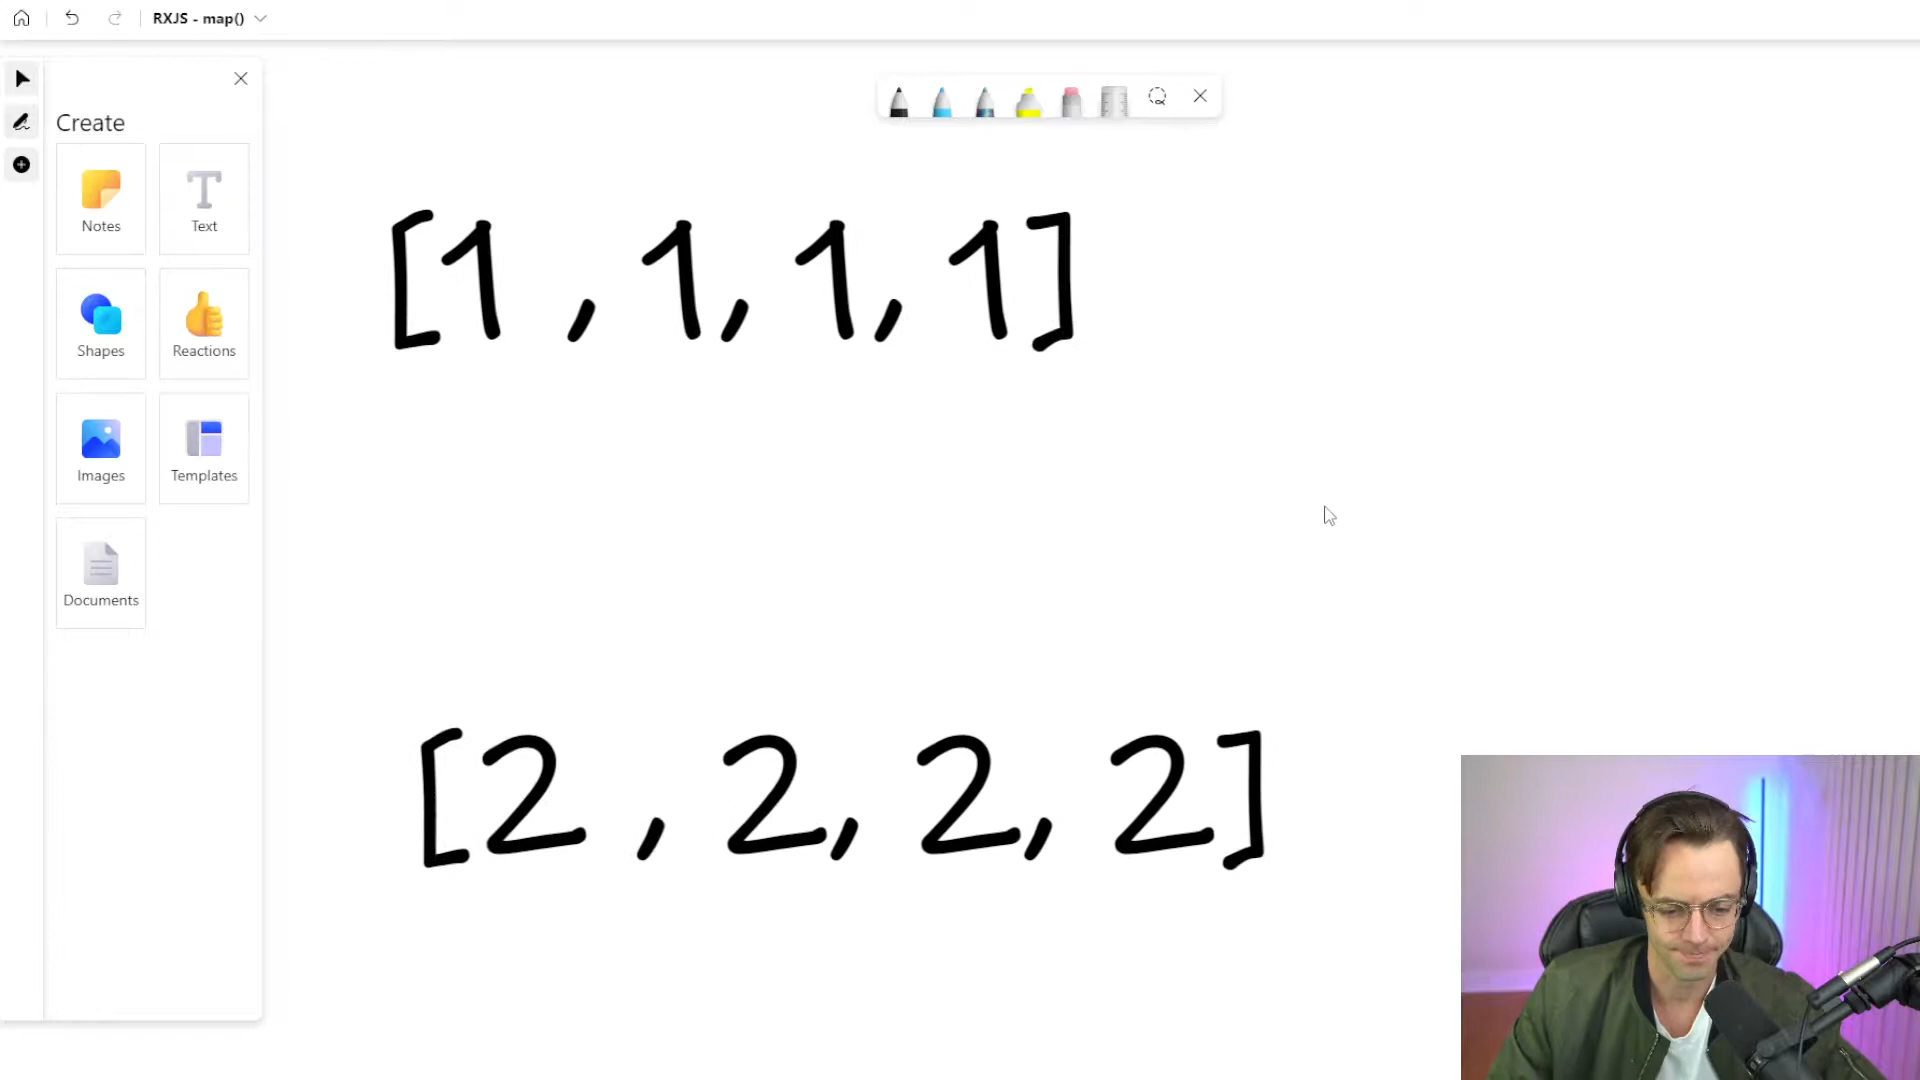 RXJS - map()
Create
Notes
Text
Shapes
Reactions
Images
Templates
Documents
[1 , 1, 1, 1]
[2 , 2, 2, 2]